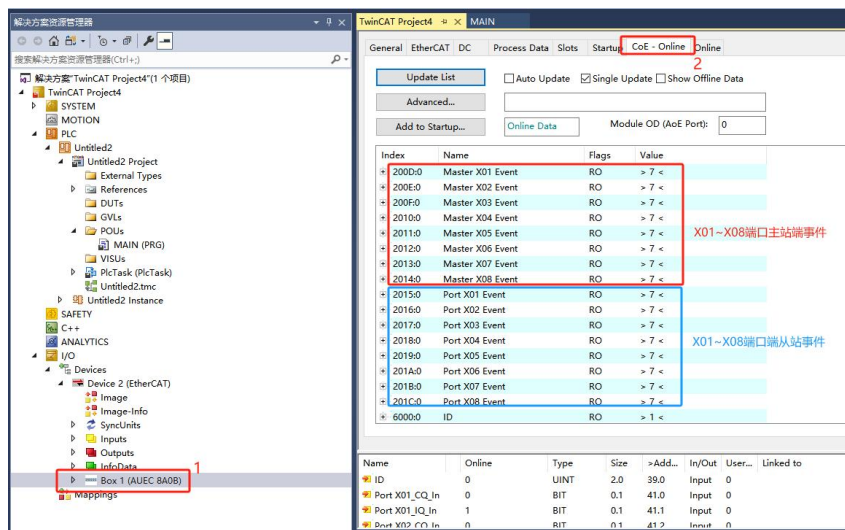 解决方案资源管理器
搜索解决方案资源管理器(Ctrl+;)
解决方案"TwinCAT Project4"(1 个项目)
TwinCAT Project4
SYSTEM
MOTION
PLC
Untitled2
Untitled2 Project
External Types
References
DUTs
GVLs
POUs
MAIN (PRG)
VISUs
PlcTask (PlcTask)
Untitled2.tmc
Untitled2 Instance
SAFETY
C++
ANALYTICS
I/O
Devices
Device 2 (EtherCAT)
Image
Image-Info
SyncUnits
Inputs
Outputs
InfoData
1
Box 1 (AUEC 8A0B)
Mappings
TwinCAT Project4 MAIN
General EtherCAT DC Process Data Slots Startup CoE - Online Online
2
Update List Auto Update Single Update Show Offline Data
Advanced...
Add to Startup... Online Data Module OD (AoE Port): 0
Index Name Flags Value
200D:0 Master X01 Event RO > 7 <
200E:0 Master X02 Event RO > 7 <
200F:0 Master X03 Event RO > 7 <
2010:0 Master X04 Event RO > 7 <
2011:0 Master X05 Event RO > 7 <
X01~X08端口主站端事件
2012:0 Master X06 Event RO > 7 <
2013:0 Master X07 Event RO > 7 <
2014:0 Master X08 Event RO > 7 <
2015:0 Port X01 Event RO > 7 <
2016:0 Port X02 Event RO > 7 <
2017:0 Port X03 Event RO > 7 <
2018:0 Port X04 Event RO > 7 <
X01~X08端口端从站事件
2019:0 Port X05 Event RO > 7 <
201A:0 Port X06 Event RO > 7 <
201B:0 Port X07 Event RO > 7 <
201C:0 Port X08 Event RO > 7 <
6000:0 ID RO > 1 <
Name Online Type Size >Add... In/Out User... Linked to
ID 0 UINT 2.0 39.0 Input 0
Port X01_CQ_In 0 BIT 0.1 41.0 Input 0
Port X01_IQ_In 1 BIT 0.1 41.1 Input 0
Port X02_CQ_In 0 BIT 0.1 41.2 Input 0